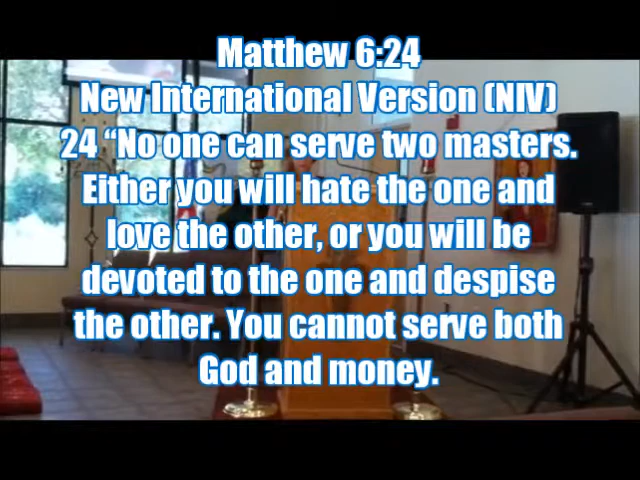 Matthew 6:24
New International Version (NIV)
24 “No one can serve two masters.
Either you will hate the one and
love the other, or you will be
devoted to the one and despise
the other. You cannot serve both
God and money.